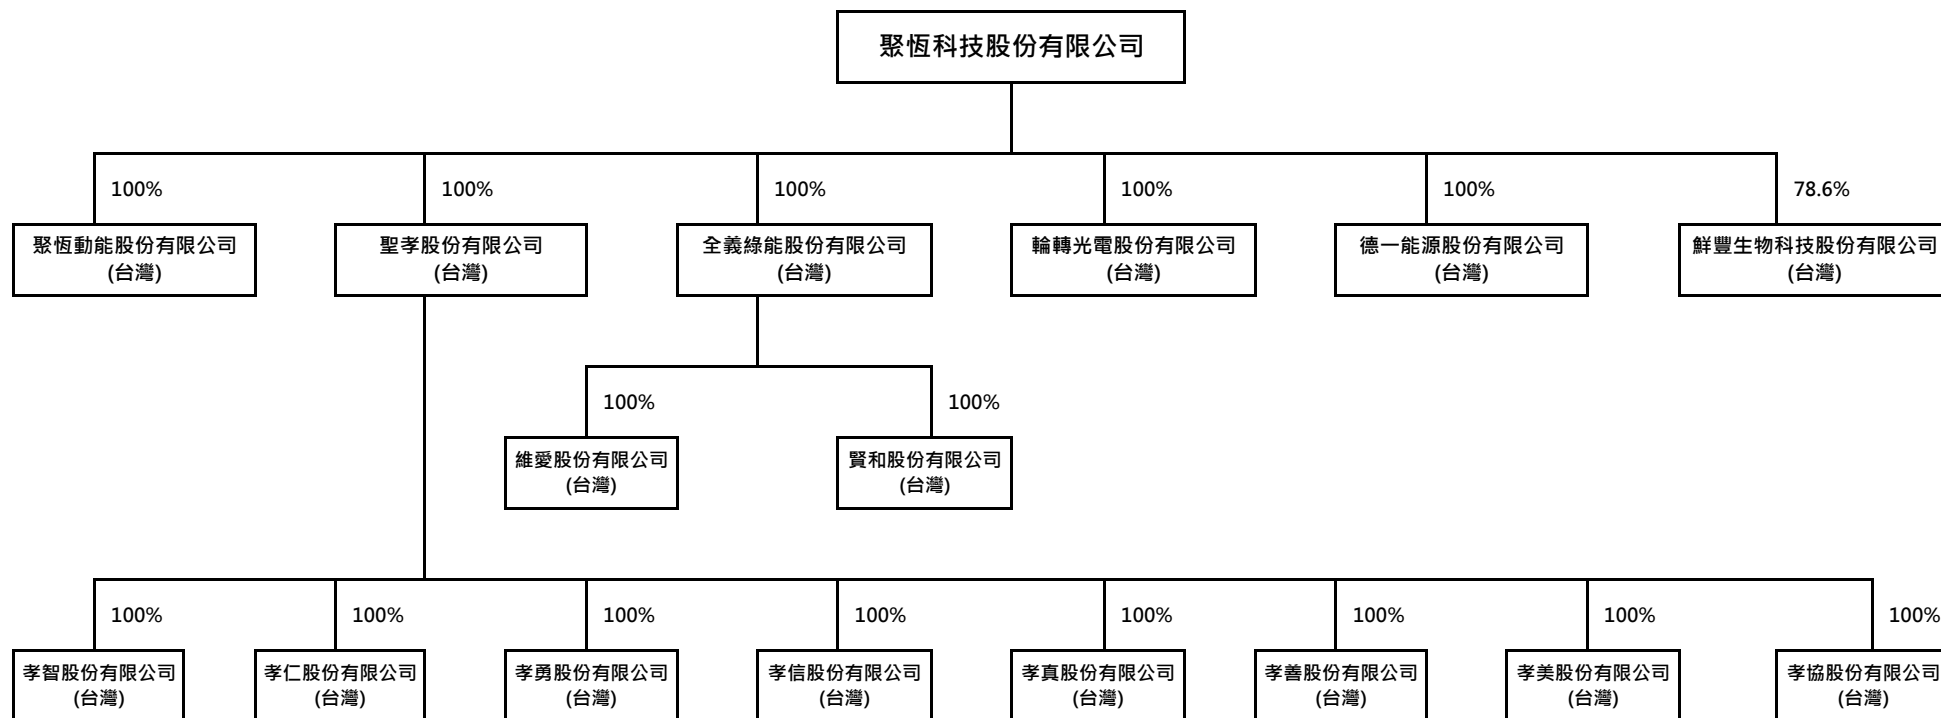 聚恆科技股份有限公司
100%
100%
100%
100%
100%
78.6%
聚恆動能股份有限公司
(台灣)
聖孝股份有限公司
(台灣)
全義綠能股份有限公司
(台灣)
輪轉光電股份有限公司
(台灣)
德一能源股份有限公司
(台灣)
鮮豐生物科技股份有限公司
(台灣)
100%
100%
維愛股份有限公司
(台灣)
賢和股份有限公司
(台灣)
100%
100%
100%
100%
100%
100%
100%
100%
孝智股份有限公司
(台灣)
孝仁股份有限公司
(台灣)
孝勇股份有限公司
(台灣)
孝信股份有限公司
(台灣)
孝真股份有限公司
(台灣)
孝善股份有限公司
(台灣)
孝美股份有限公司
(台灣)
孝協股份有限公司
(台灣)